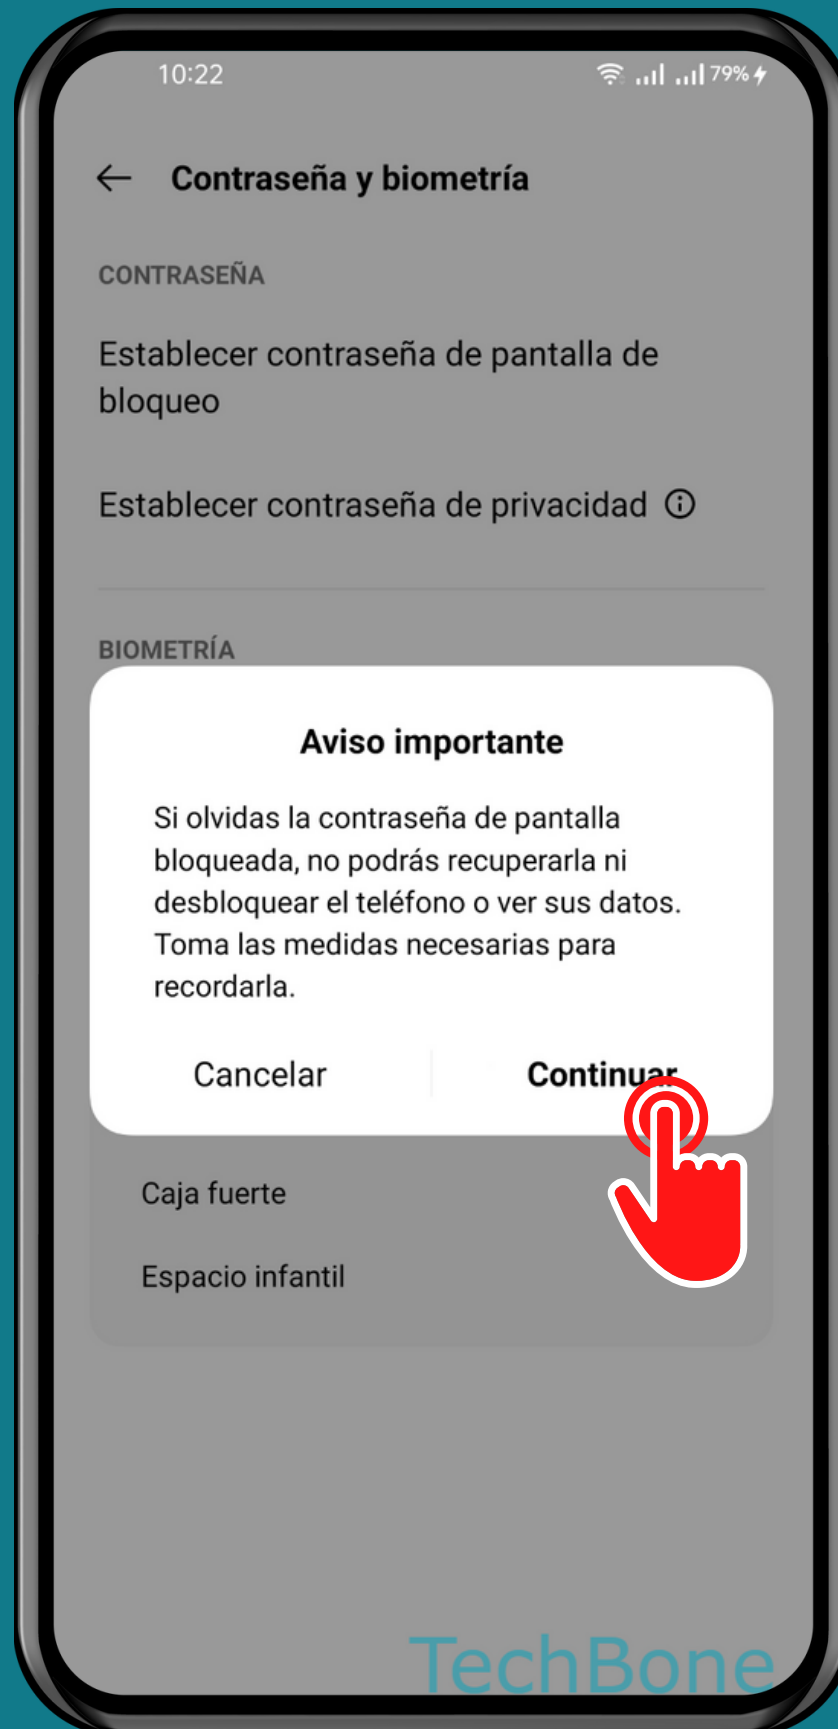 10:22
79%
Contraseña y biometría
CONTRASEÑA
Establecer contraseña de pantalla de
bloqueo
Establecer contraseña de privacidad
BIOMETRÍA
Aviso importante
Si olvidas la contraseña de pantalla
bloqueada, no podrás recuperarla ni
desbloquear el teléfono o ver sus datos.
Toma las medidas necesarias para
recordarla.
Cancelar
Continuar
Caja fuerte
Espacio infantil
TechBone